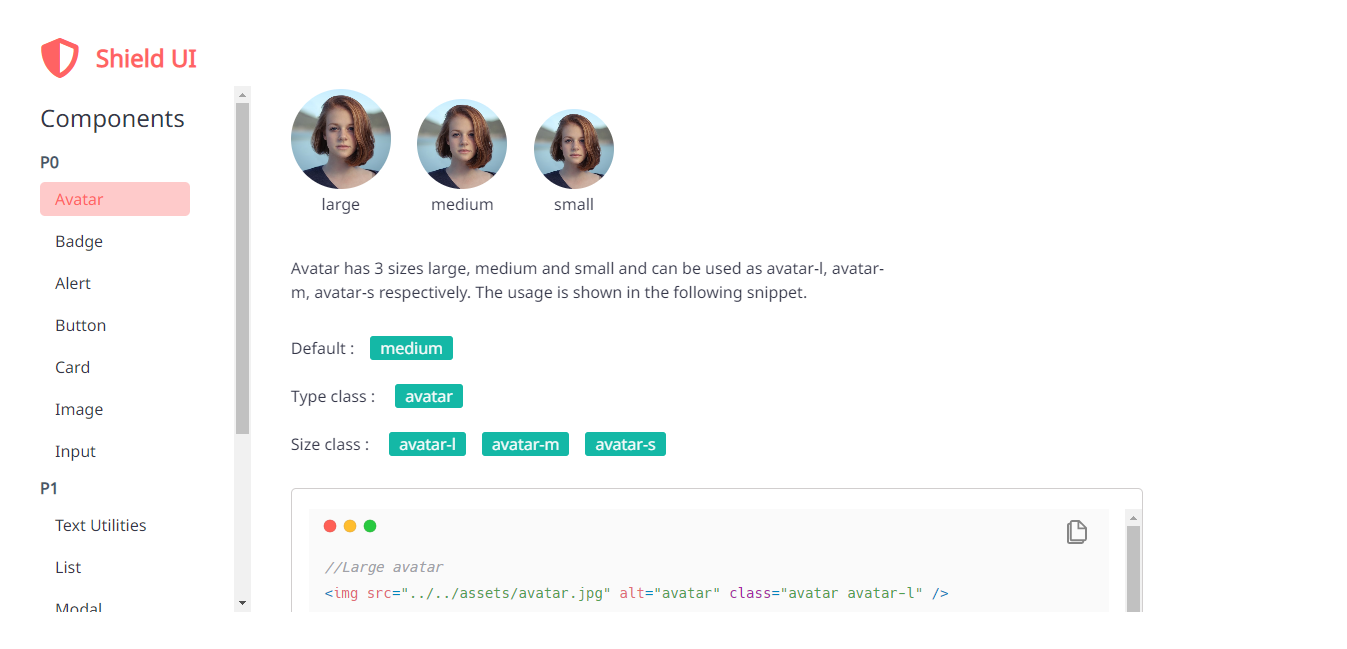 Shield UI
Components
P0
Avatar
Badge
Alert
Button
Card
Image
Input
P1
Text Utilities
List
Modal
large medium small
Avatar has 3 sizes large, medium and small and can be used as avatar-l, avatar-
m, avatar-s respectively. The usage is shown in the following snippet.
Default : medium
Type class : avatar
Size class : avatar-l avatar-m avatar-s
//Large avatar
<img src="../../assets/avatar.jpg" alt="avatar" class="avatar avatar-l" />